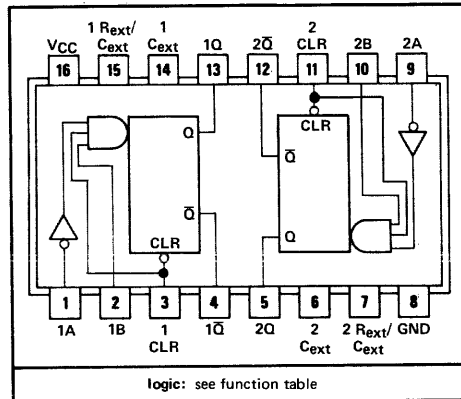 1 Rext/ 1 2
VCC Cext Cext 1Q 2Q̅ CLR 2B 2A
16 15 14 13 12 11 10 9
Q CLR
Q̅
Q̅ Q
CLR
1 2 3 4 5 6 7 8
1A 1B 1 1Q̅ 2Q 2 2 Rext/ GND
CLR Cext Cext
logic: see function table